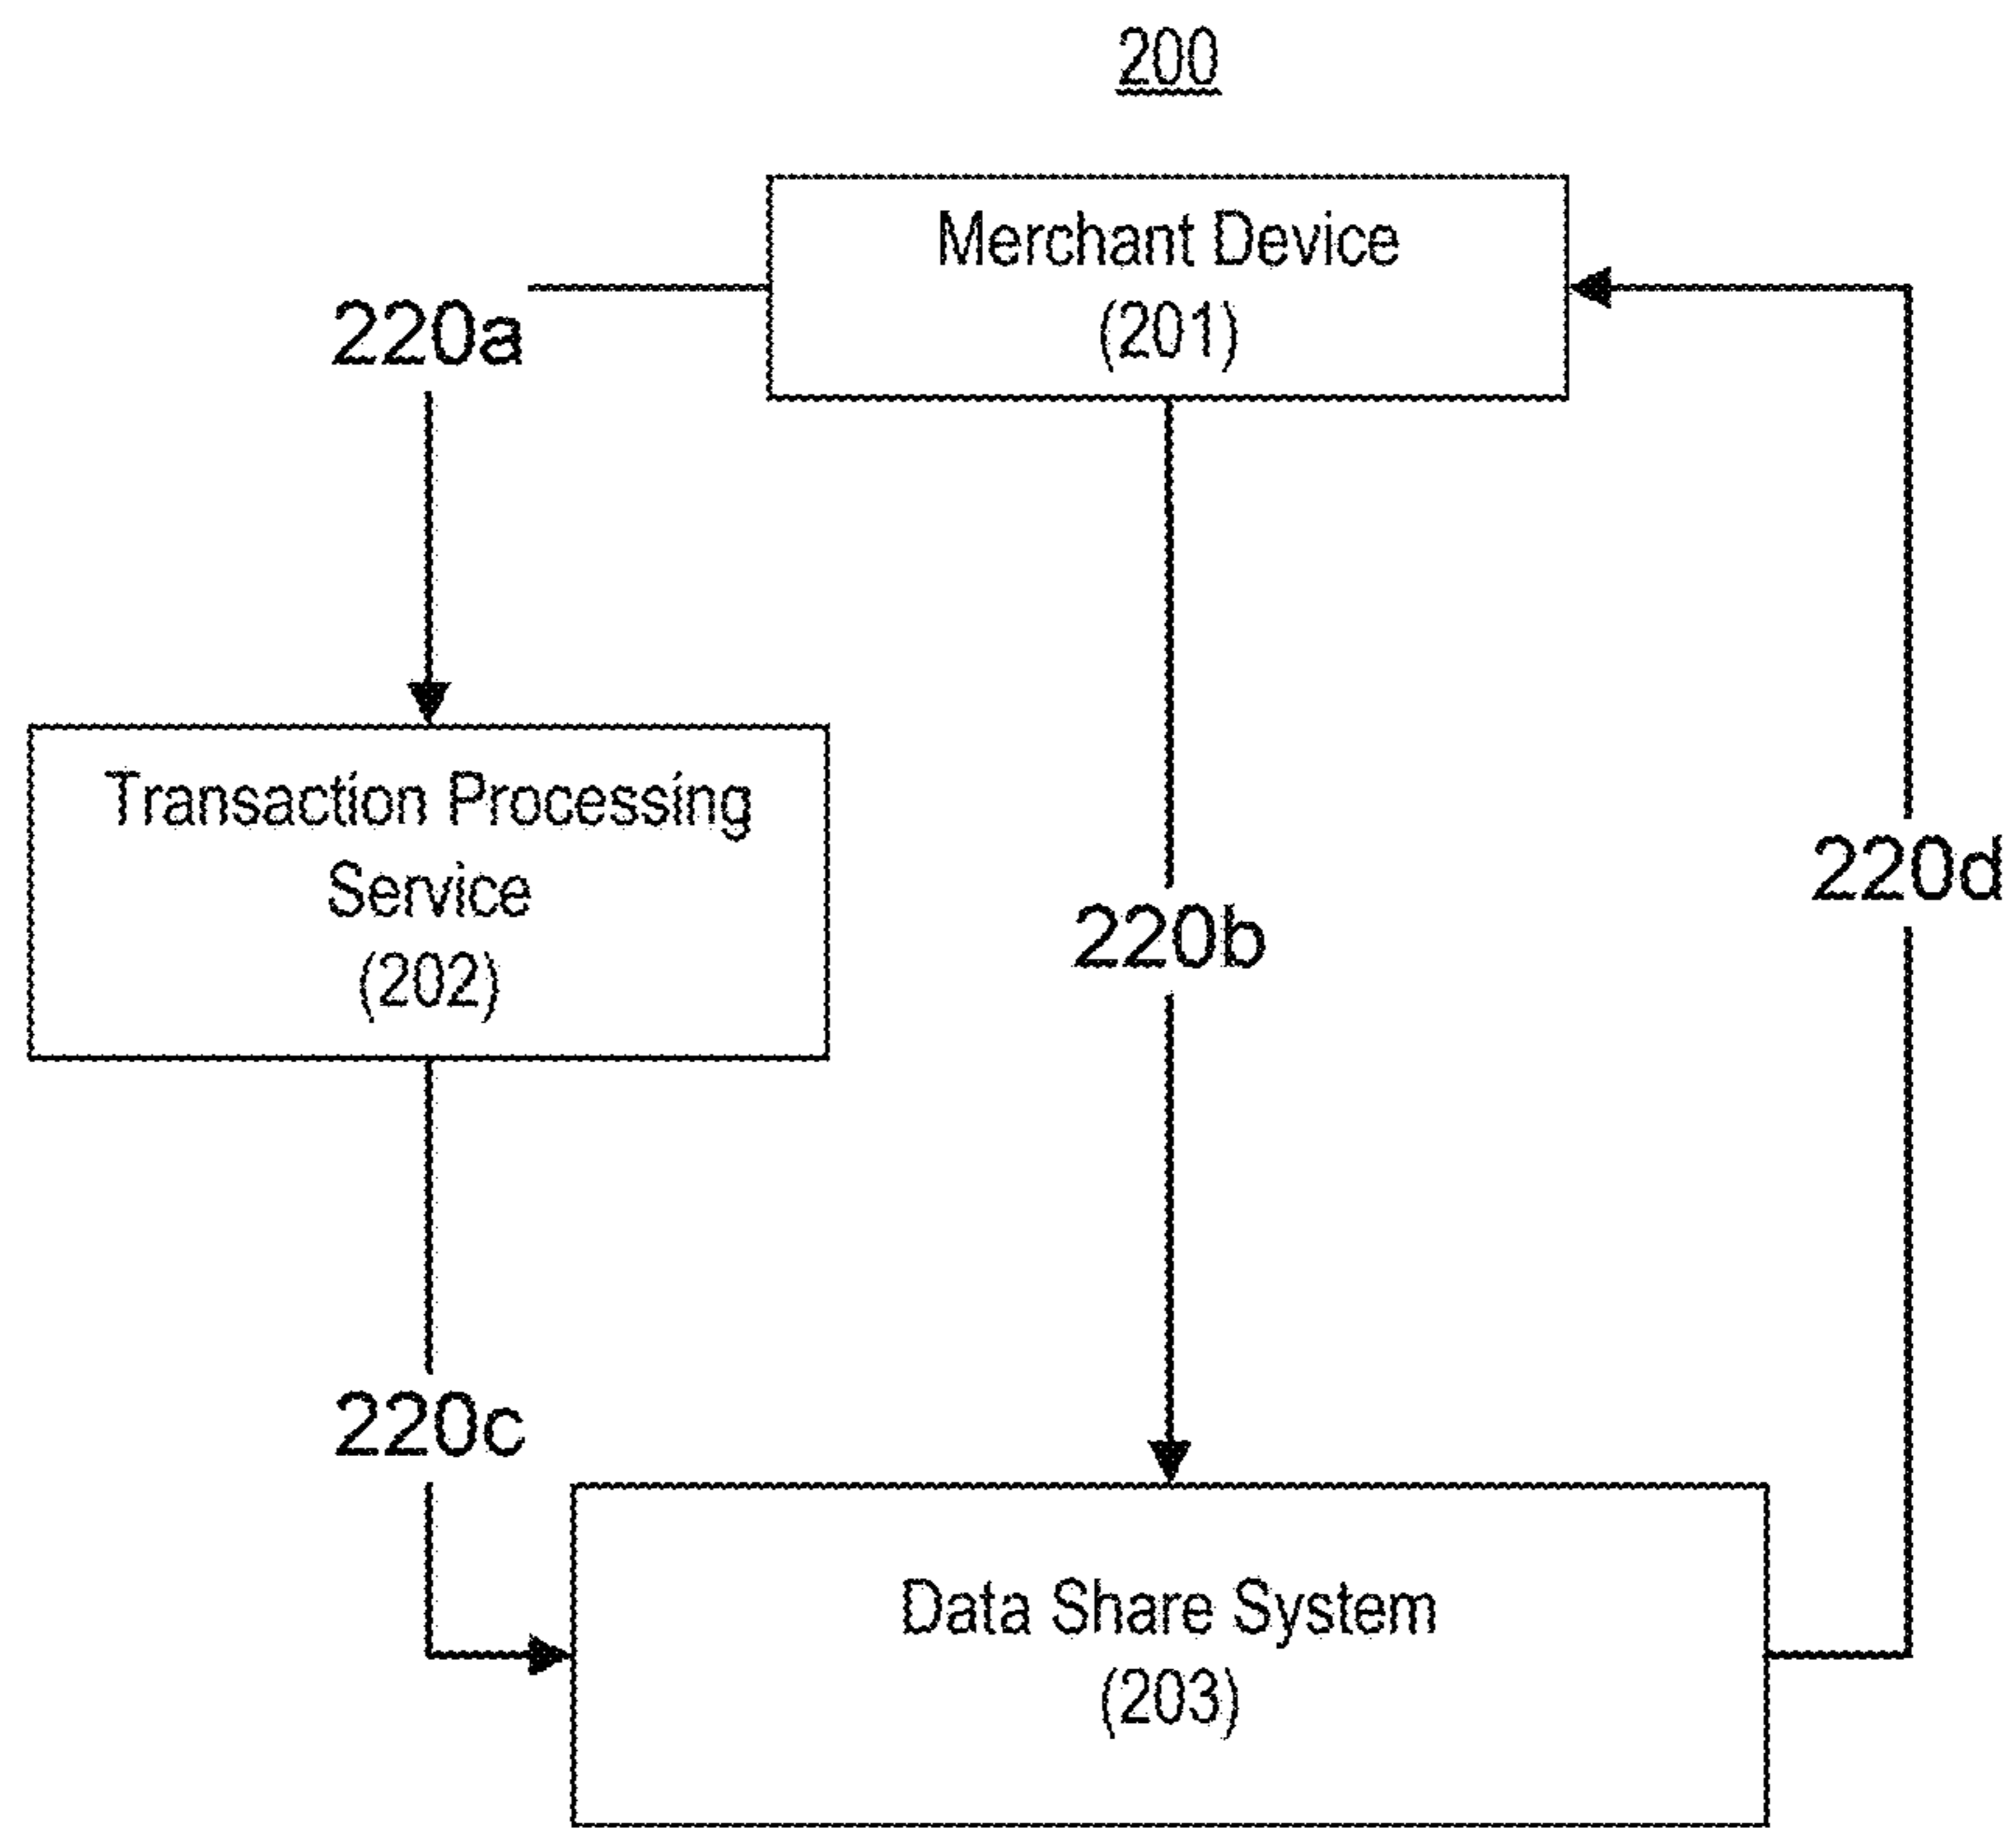 200
Merchant Device
(201)
220a
Transaction Processing
Service
(202)
220b
220d
220c
Data Share System
(203)